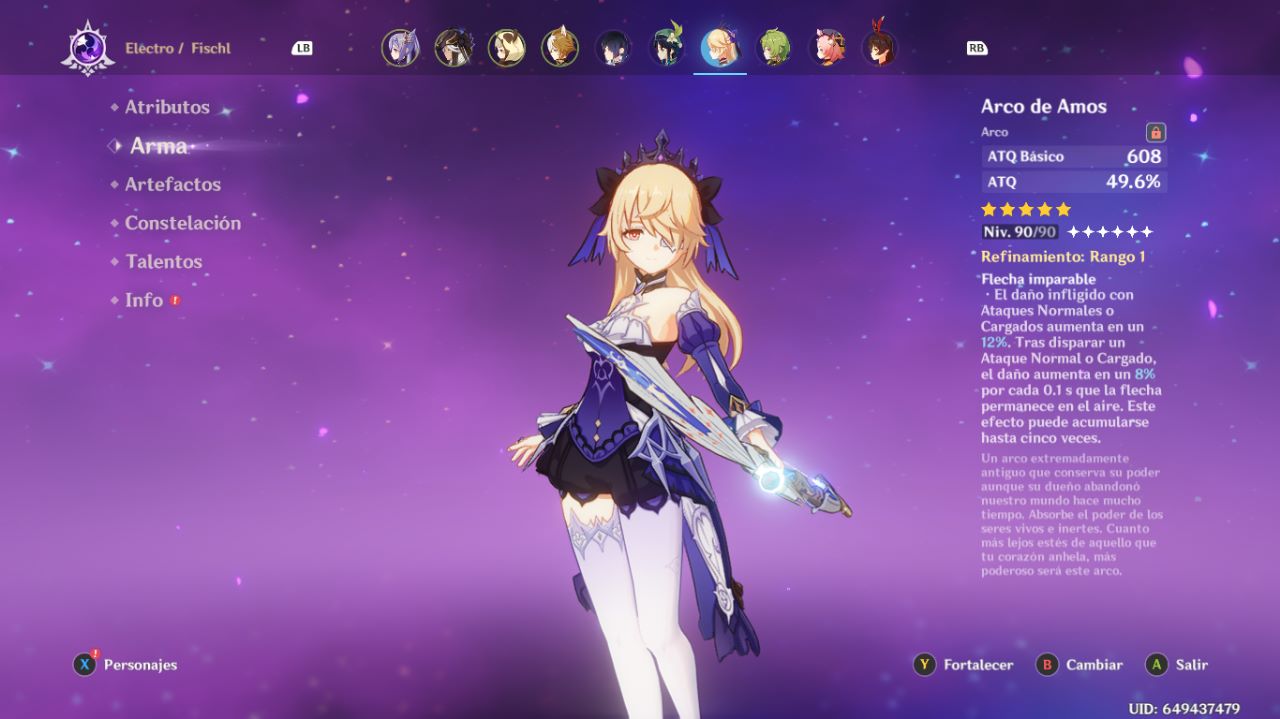 Electro / Fischl
LB
RB
Atributos
Arma
Artefactos
Constelación
Talentos
Info !
Arco de Amos
Arco
ATQ Básico 608
ATQ 49.6%
Niv. 90/90
Refinamiento: Rango 1
Flecha imparable
· El daño infligido con
Ataques Normales o
Cargados aumenta en un
12%. Tras disparar un
Ataque Normal o Cargado,
el daño aumenta en un 8%
por cada 0.1 s que la flecha
permanece en el aire. Este
efecto puede acumularse
hasta cinco veces.
Un arco extremadamente
antiguo que conserva su poder
aunque su dueño abandonó
nuestro mundo hace mucho
tiempo. Absorbe el poder de los
seres vivos e inertes. Cuanto
más lejos estés de aquello que
tu corazón anhela, más
poderoso será este arco.
X ! Personajes
Y Fortalecer B Cambiar A Salir
UID: 649437479